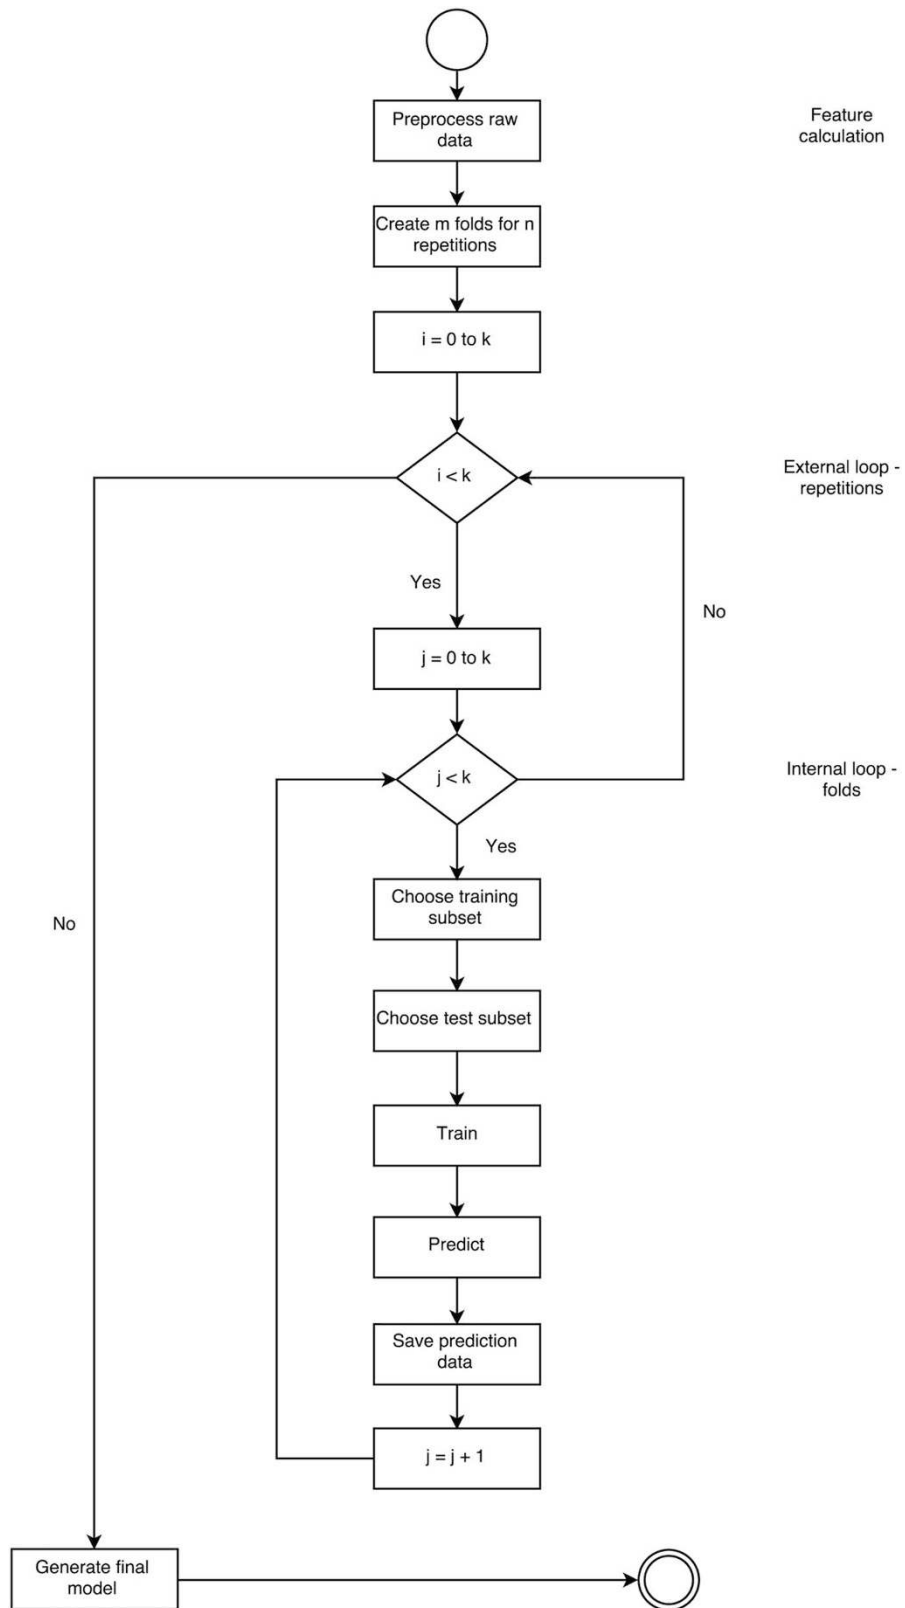 Preprocess raw
data
Feature
calculation
Create m folds for n
repetitions
i = 0 to k
i < k
External loop -
repetitions
Yes
No
j = 0 to k
j < k
Internal loop -
folds
Yes
Choose training
subset
No
Choose test subset
Train
Predict
Save prediction
data
j = j + 1
Generate final
model